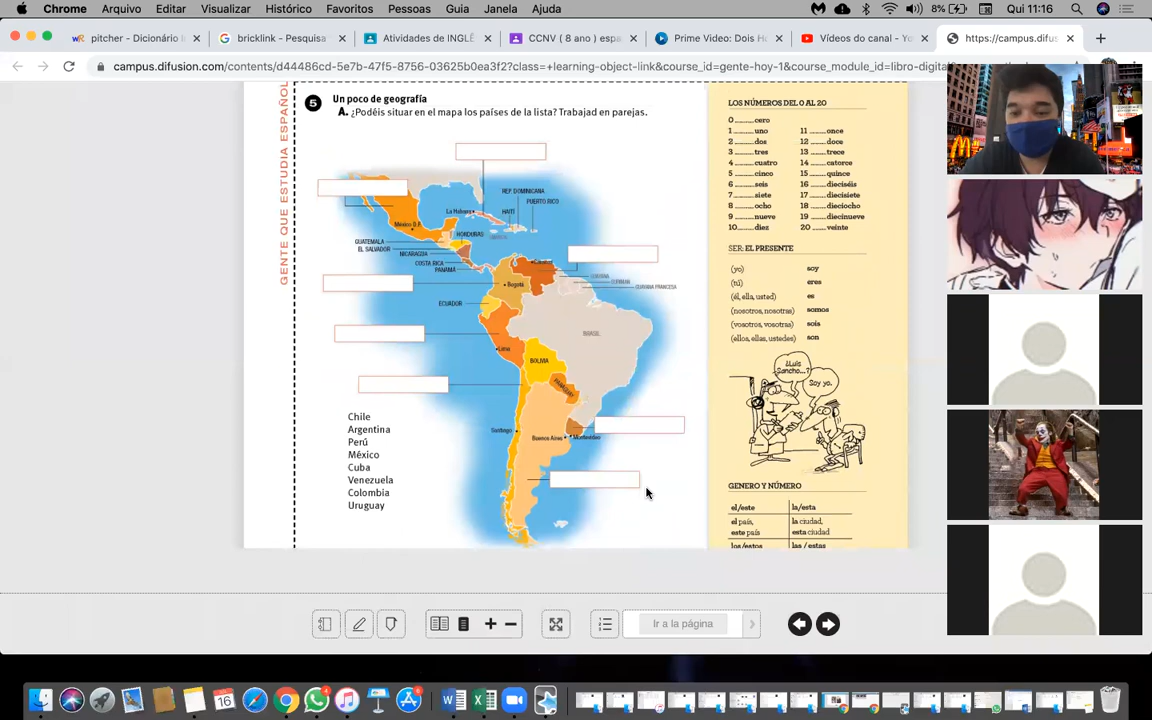 Chrome Arquivo Editar Visualizar Histórico Favoritos Pessoas Guia Janela Ajuda
8% Qui 11:16
pitcher - Dicionário
bricklink - Pesquisa
Atividades de INGLÊ
CCNV ( 8 ano ) espa
Prime Video: Dois H
Vídeos do canal - Yo
https://campus.difus
campus.difusion.com/contents/d44486cd-5e7b-47f5-8756-03625b0ea3f2?class=+learning-object-link&course_id=gente-hoy-1&course_module_id=libro-digital
GENTE QUE ESTUDIA ESPAÑOL
5 Un poco de geografía
A. ¿Podéis situar en el mapa los países de la lista? Trabajad en parejas.
REP. DOMINICANA
PUERTO RICO
La Habana
HAITÍ
México D.F.
HONDURAS
GUATEMALA
EL SALVADOR
NICARAGUA
COSTA RICA
PANAMÁ
GUYANA FRANCESA
Bogotá
ECUADOR
BRASIL
Lima
BOLIVIA
PARAGUAY
Santiago
Buenos Aires
Montevideo
Chile
Argentina
Perú
México
Cuba
Venezuela
Colombia
Uruguay
LOS NÚMEROS DEL 0 AL 20
0 ........ cero
1 ........ uno 11 ........ once
2 ........ dos 12 ........ doce
3 ........ tres 13 ........ trece
4 ........ cuatro 14 ........ catorce
5 ........ cinco 15 ........ quince
6 ........ seis 16 ........ dieciséis
7 ........ siete 17 ........ diecisiete
8 ........ ocho 18 ........ dieciocho
9 ........ nueve 19 ........ diecinueve
10 ........ diez 20 ........ veinte
SER: EL PRESENTE
(yo) soy
(tú) eres
(él, ella, usted) es
(nosotros, nosotras) somos
(vosotros, vosotras) sois
(ellos, ellas, ustedes) son
¿Luis
Sancho...?
Soy yo.
GENERO Y NÚMERO
el/este la/esta
el país, la ciudad,
este país esta ciudad
los/estos las / estas
Ir a la página
16
4